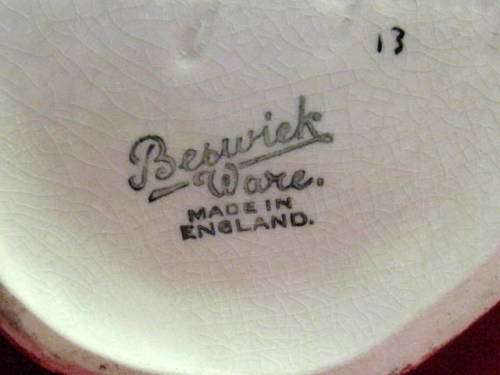 13
Beswick
Ware.
MADE IN
ENGLAND.